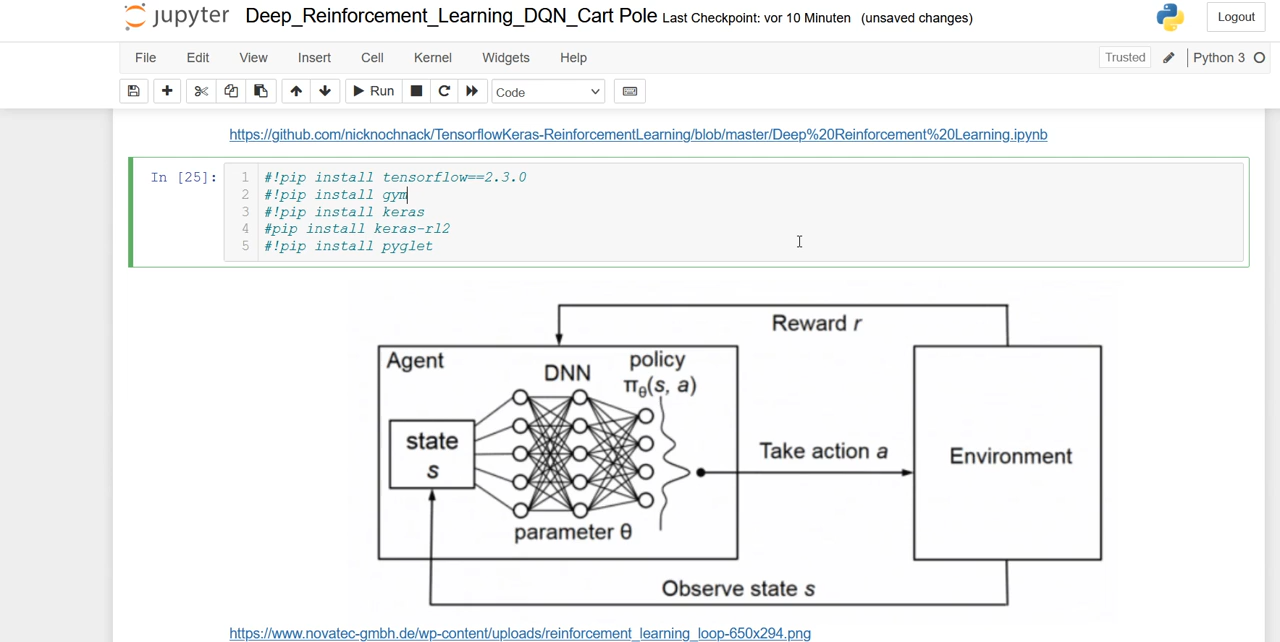 jupyter Deep_Reinforcement_Learning_DQN_Cart Pole Last Checkpoint: vor 10 Minuten (unsaved changes)
Logout
File Edit View Insert Cell Kernel Widgets Help
Trusted Python 3
Run Code
https://github.com/nicknochnack/TensorflowKeras-ReinforcementLearning/blob/master/Deep%20Reinforcement%20Learning.ipynb
In [25]:
1 #!pip install tensorflow==2.3.0
2 #!pip install gym
3 #!pip install keras
4 #pip install keras-rl2
5 #!pip install pyglet
Reward r
Agent
DNN
policy
πθ(s, a)
state
s
parameter θ
Take action a
Environment
Observe state s
https://www.novatec-gmbh.de/wp-content/uploads/reinforcement_learning_loop-650x294.png